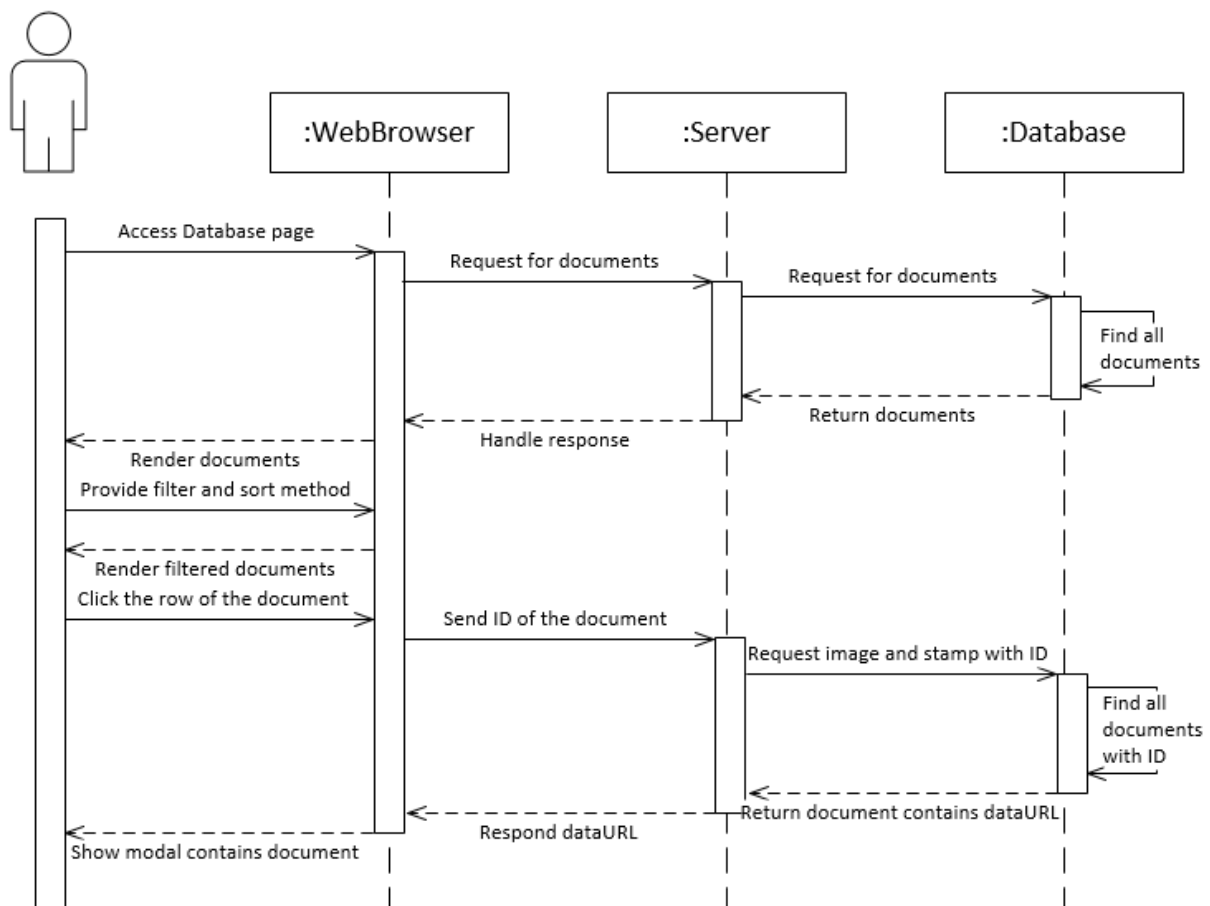 :WebBrowser
:Server
:Database
Access Database page
Request for documents
Request for documents
Find all
documents
Return documents
Handle response
Render documents
Provide filter and sort method
Render filtered documents
Click the row of the document
Send ID of the document
Request image and stamp with ID
Find all
documents
with ID
Return document contains dataURL
Respond dataURL
Show modal contains document